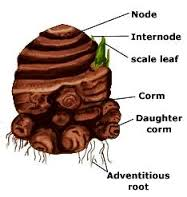 Node
Internode
scale leaf
Corm
Daughter
corm
Adventitious
root